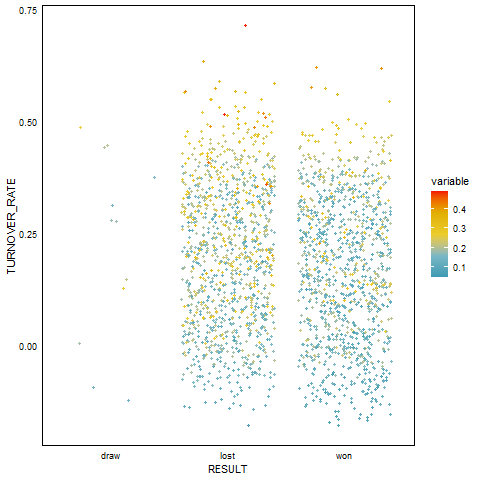 0.75
0.50
0.25
0.00
TURNOVER_RATE
draw
lost
won
RESULT
variable
0.4
0.3
0.2
0.1